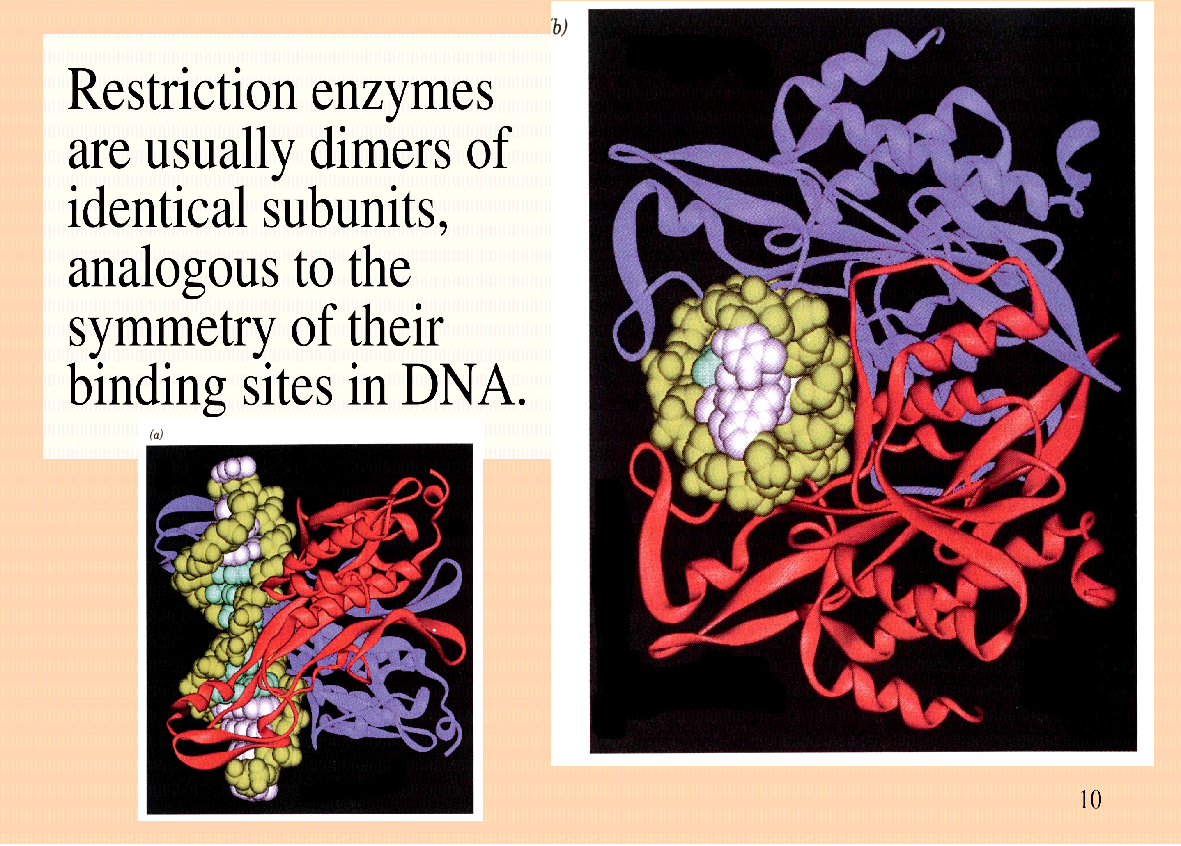 Restriction enzymes
are usually dimers of
identical subunits,
analogous to the
symmetry of their
binding sites in DNA.
(a)
(b)
10